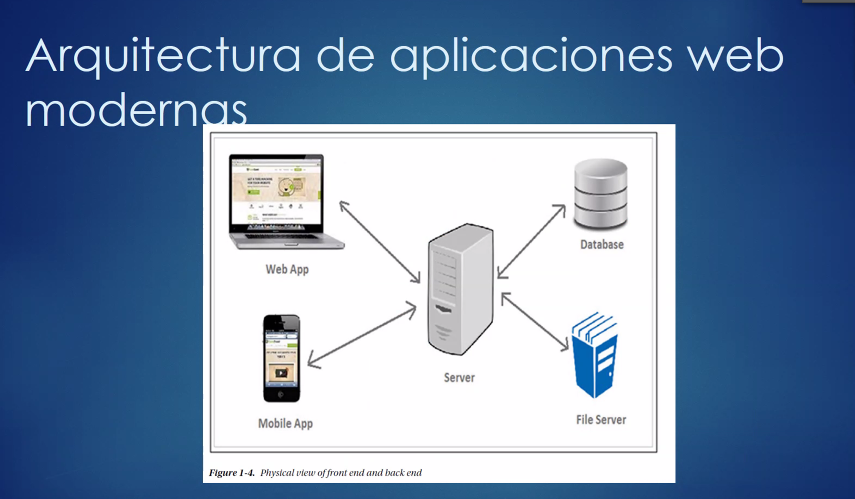 Arquitectura de aplicaciones web
modernas
Web App
Database
Server
Mobile App
File Server
Figure 1-4. Physical view of front end and back end